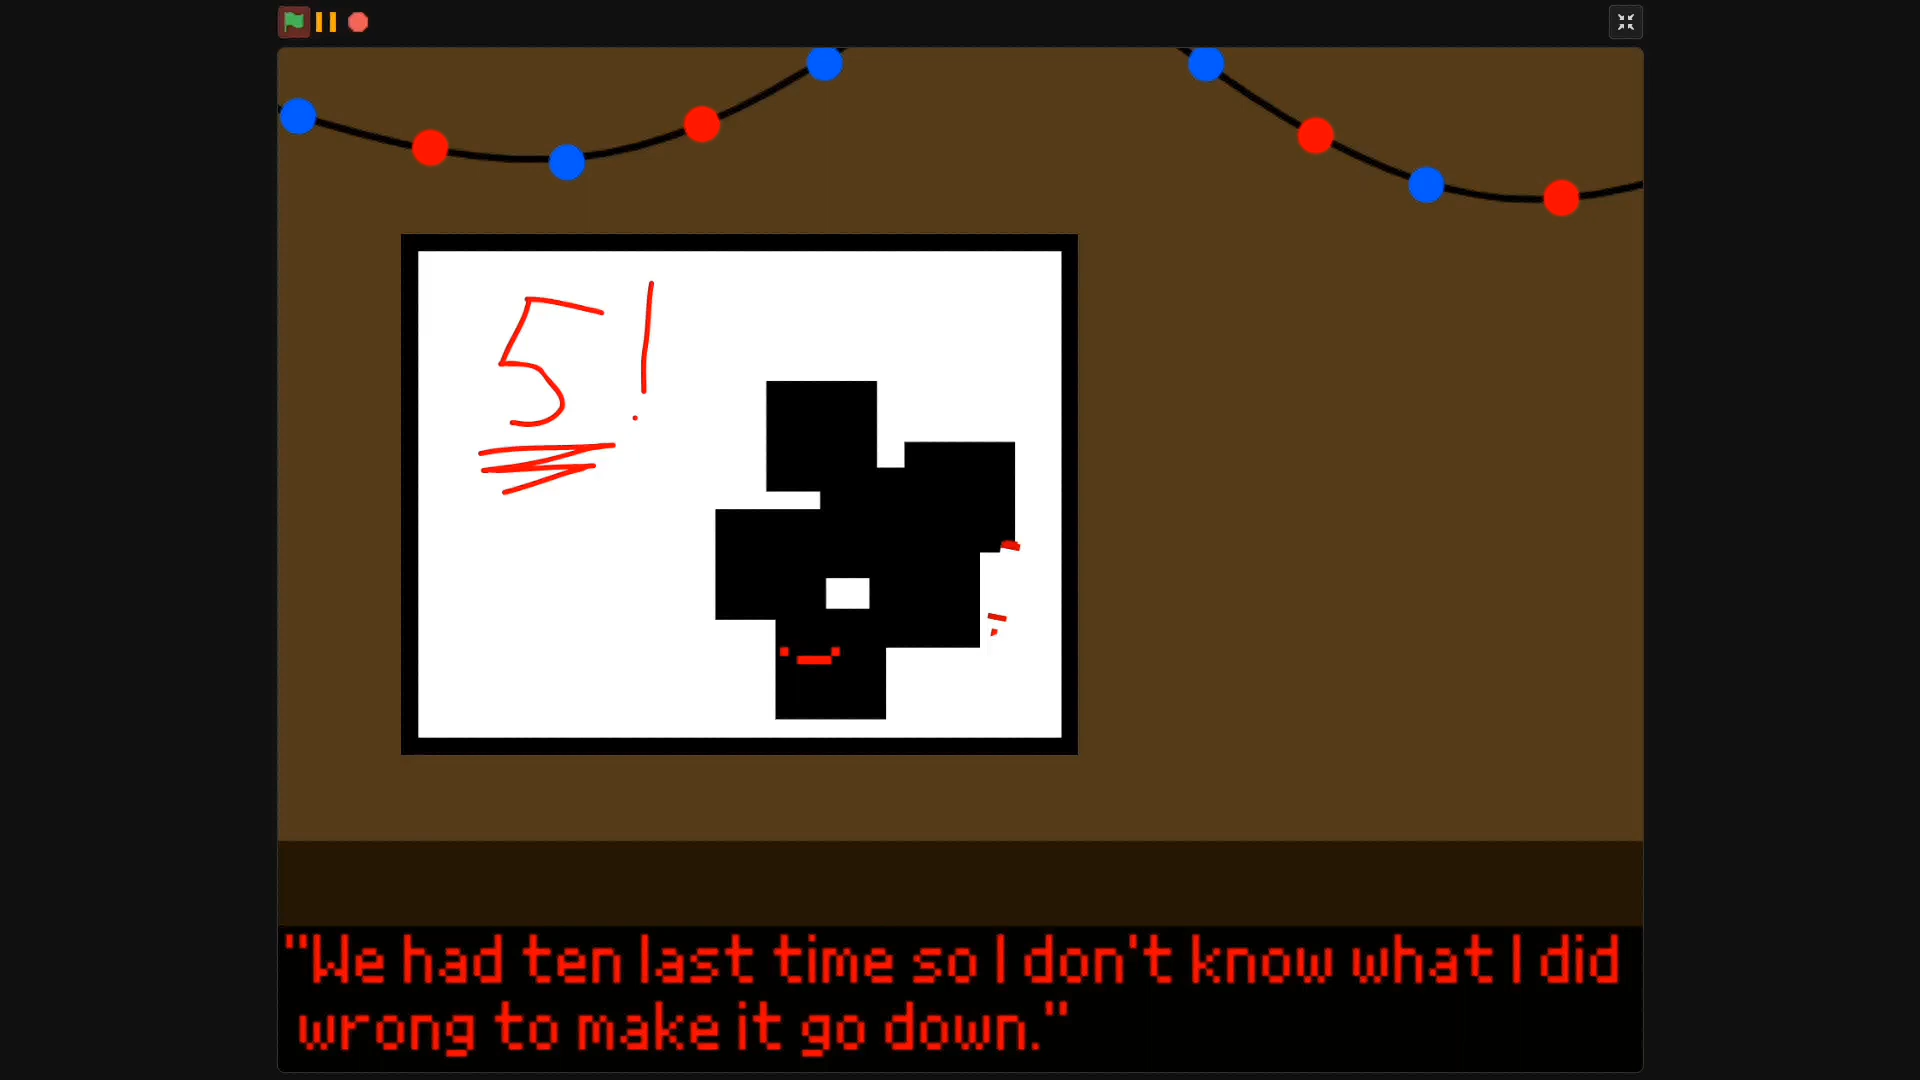 5!
"We had ten last time so I don't know what I did
wrong to make it go down."